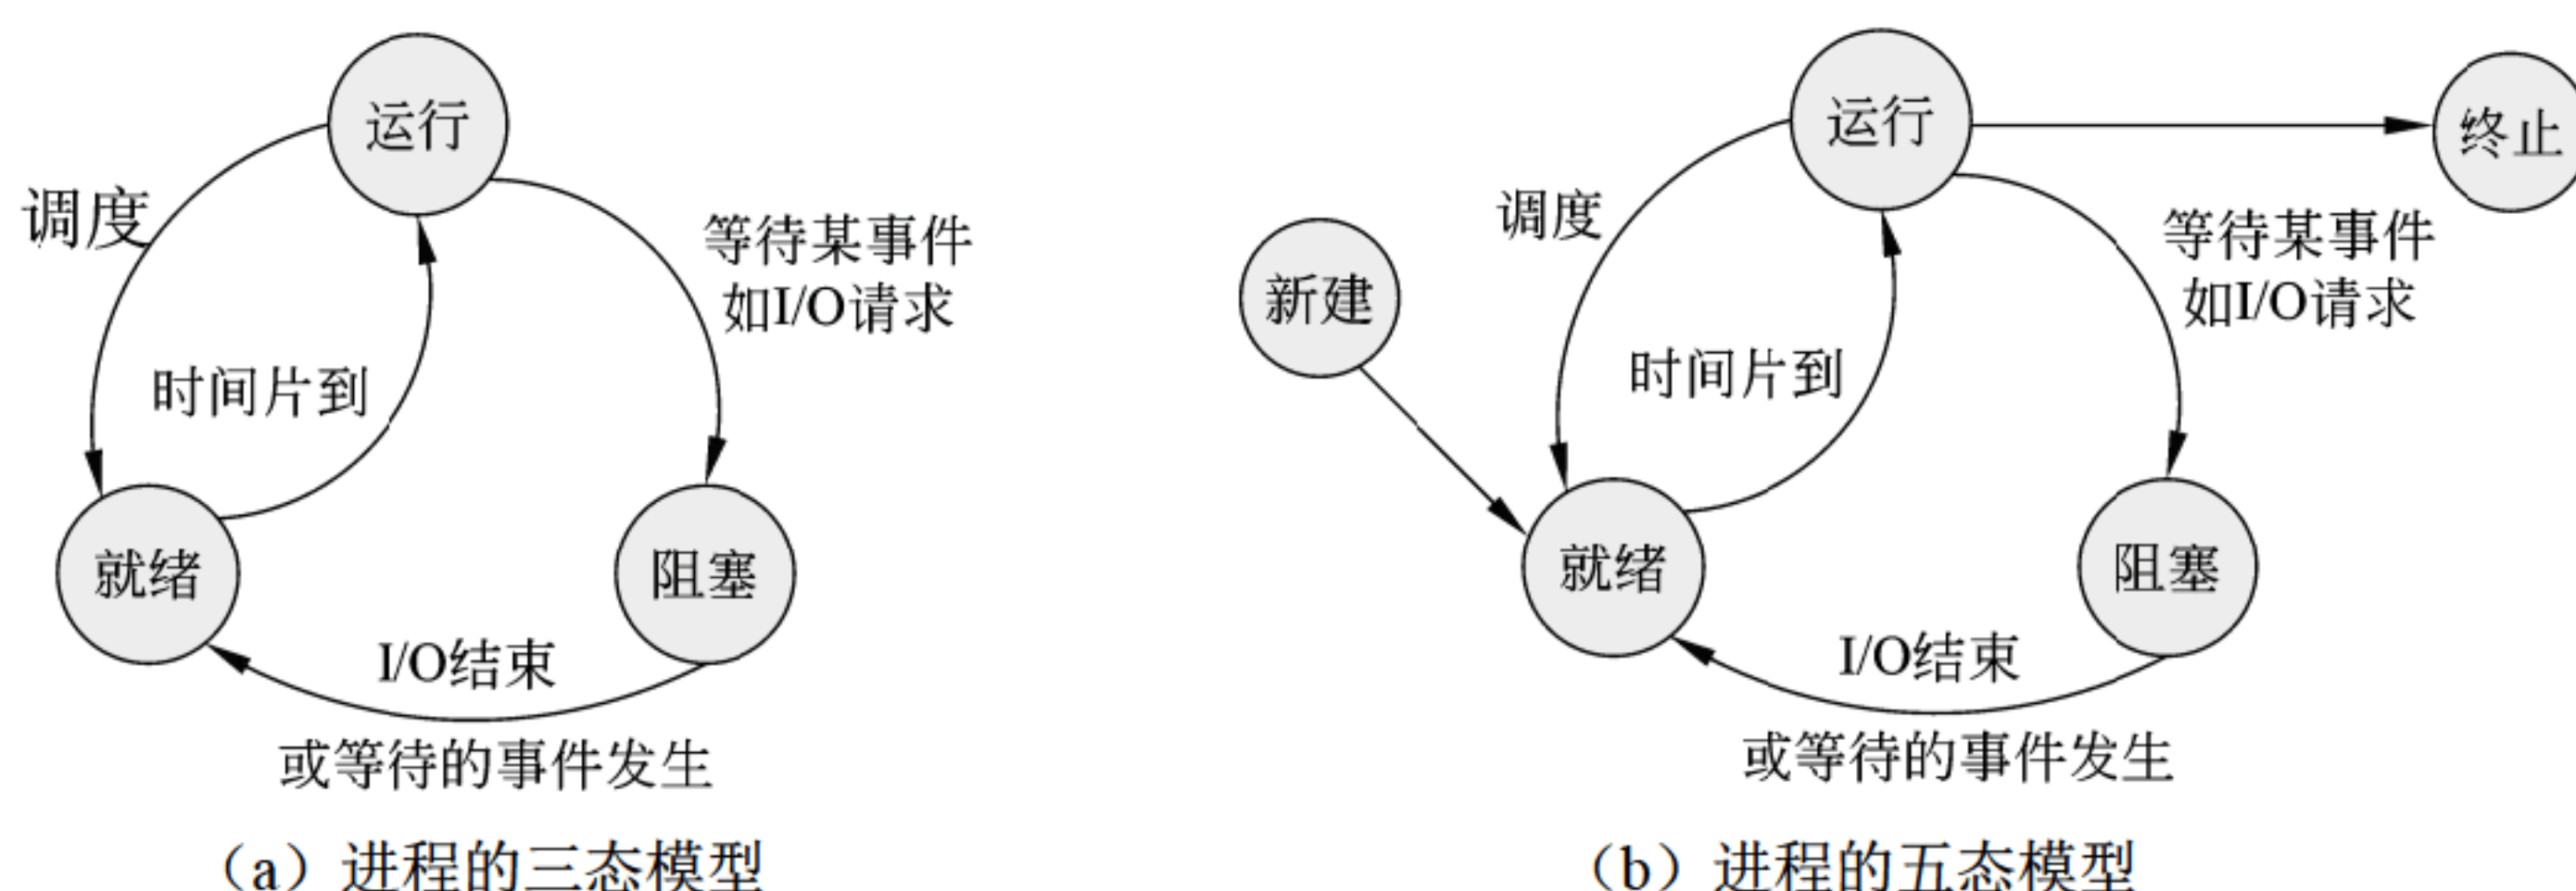 运行
调度
等待某事件
如I/O请求
时间片到
就绪
阻塞
I/O结束
或等待的事件发生
（a）进程的三态模型
运行
终止
调度
新建
等待某事件
如I/O请求
时间片到
就绪
阻塞
I/O结束
或等待的事件发生
（b）进程的五态模型